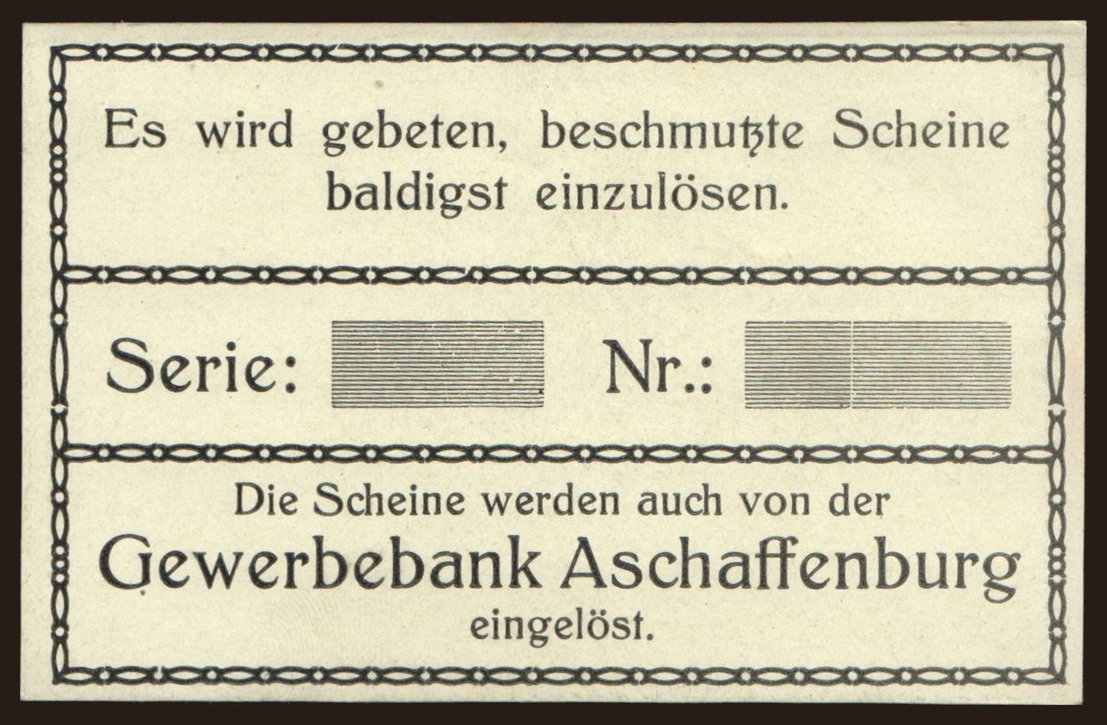 Es wird gebeten, beschmutzte Scheine
baldigst einzulösen.
Serie: Nr.:
Die Scheine werden auch von der
Gewerbebank Aschaffenburg
eingelöst.